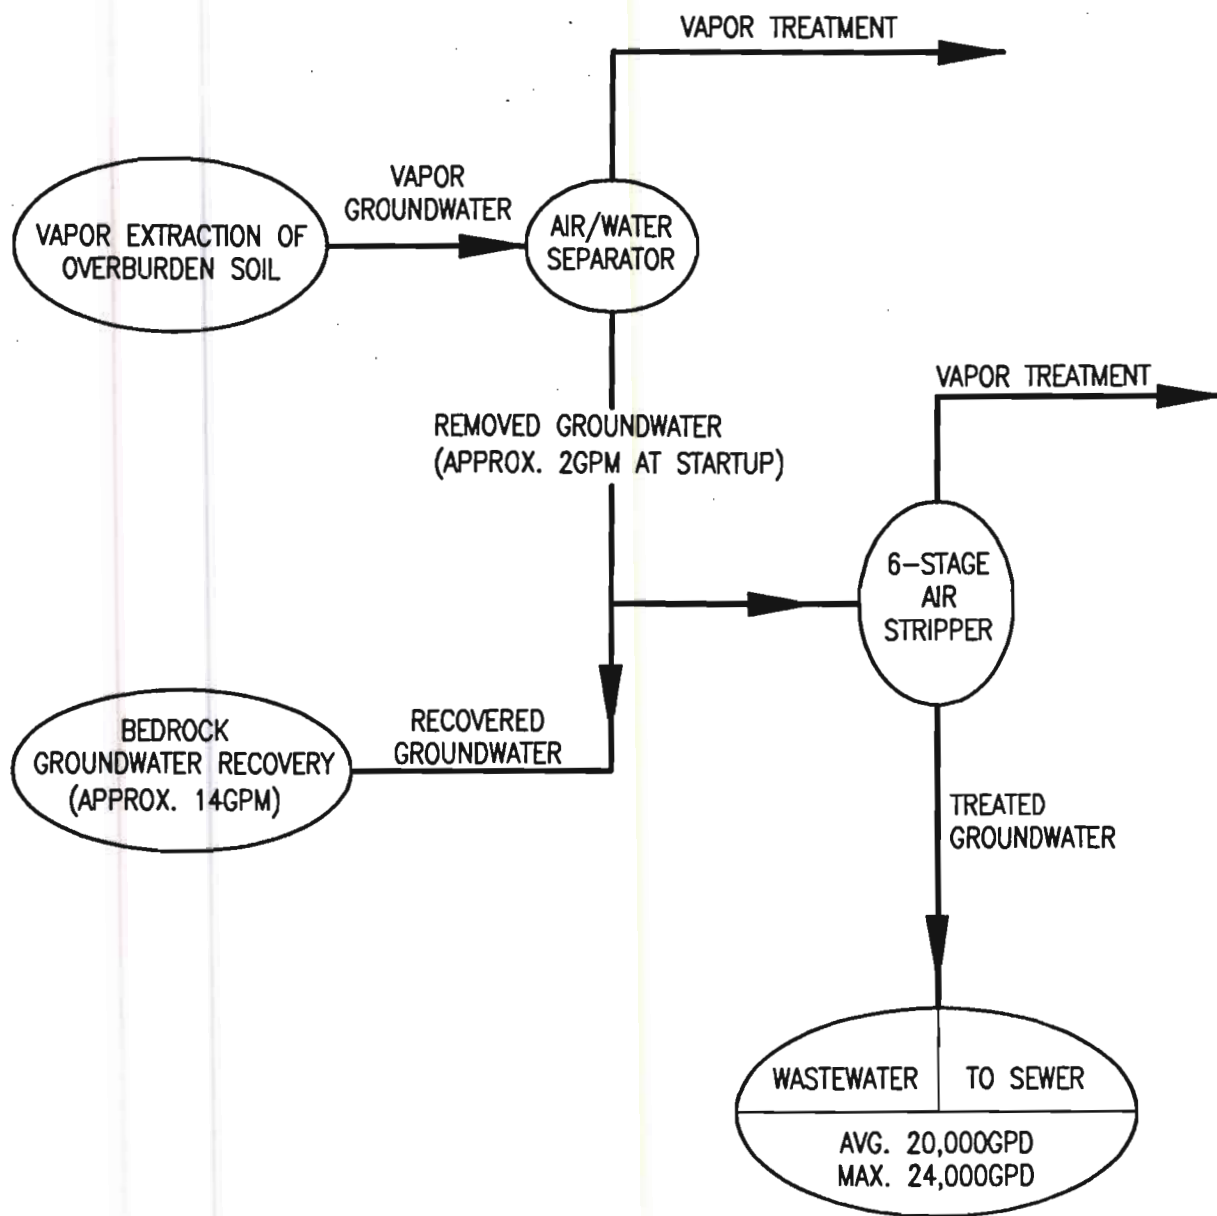 VAPOR TREATMENT
VAPOR
GROUNDWATER
VAPOR EXTRACTION OF
OVERBURDEN SOIL
AIR/WATER
SEPARATOR
VAPOR TREATMENT
REMOVED GROUNDWATER
(APPROX. 2GPM AT STARTUP)
6-STAGE
AIR
STRIPPER
BEDROCK
GROUNDWATER RECOVERY
(APPROX. 14GPM)
RECOVERED
GROUNDWATER
TREATED
GROUNDWATER
WASTEWATER TO SEWER
AVG. 20,000GPD
MAX. 24,000GPD